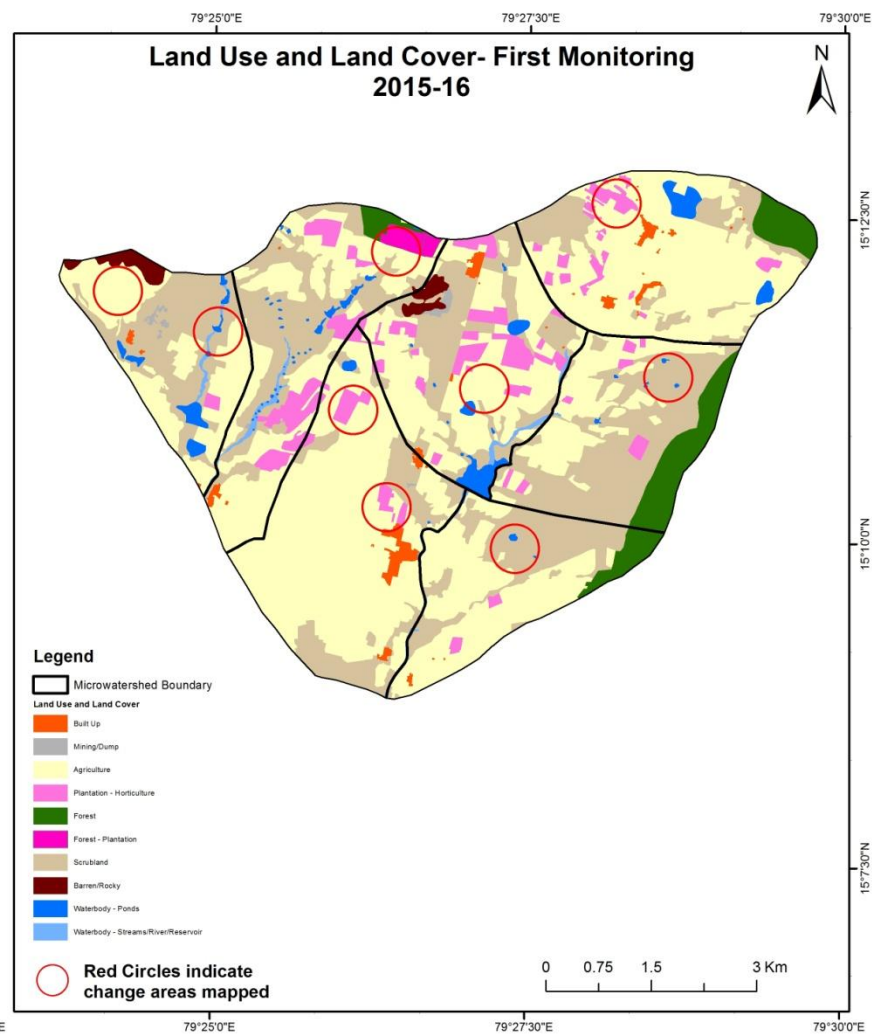 79°25'0"E 79°27'30"E 79°30'0"E
Land Use and Land Cover- First Monitoring
2015-16
N
15°12'30"N
15°10'0"N
15°7'30"N
Legend
Microwatershed Boundary
Land Use and Land Cover
Built Up
Mining/Dump
Agriculture
Plantation - Horticulture
Forest
Forest - Plantation
Scrubland
Barren/Rocky
Waterbody - Ponds
Waterbody - Streams/River/Reservoir
Red Circles indicate
change areas mapped
0 0.75 1.5 3 Km
79°25'0"E 79°27'30"E 79°30'0"E